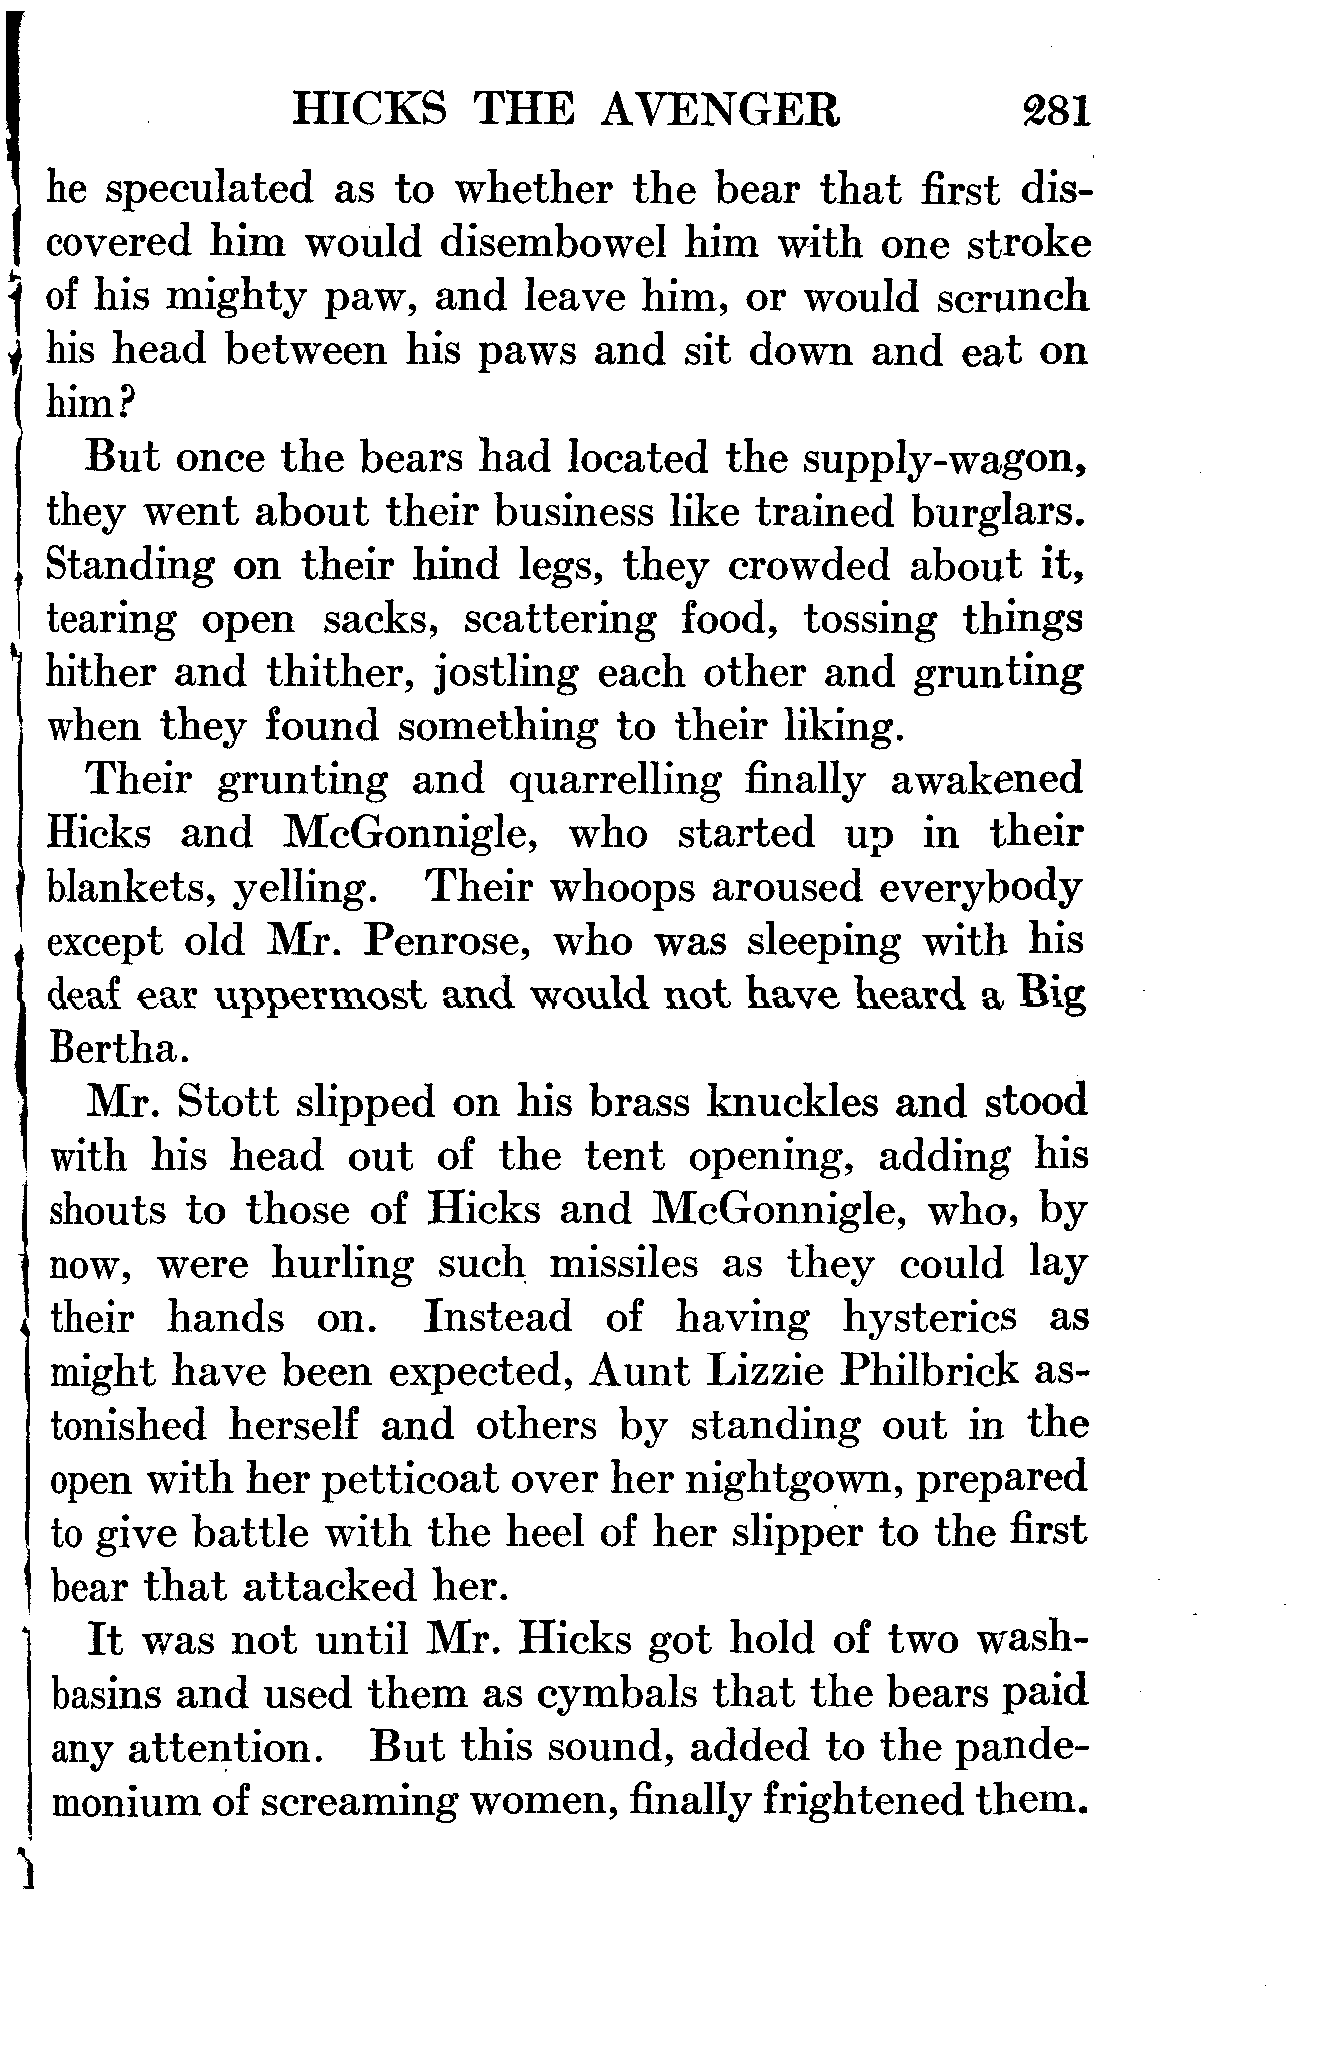 HICKS THE AVENGER 281
he speculated as to whether the bear that first dis-
covered him would disembowel him with one stroke
of his mighty paw, and leave him, or would scrunch
his head between his paws and sit down and eat on
him?
But once the bears had located the supply-wagon,
they went about their business like trained burglars.
Standing on their hind legs, they crowded about it,
tearing open sacks, scattering food, tossing things
hither and thither, jostling each other and grunting
when they found something to their liking.
Their grunting and quarrelling finally awakened
Hicks and McGonnigle, who started up in their
blankets, yelling. Their whoops aroused everybody
except old Mr. Penrose, who was sleeping with his
deaf ear uppermost and would not have heard a Big
Bertha.
Mr. Stott slipped on his brass knuckles and stood
with his head out of the tent opening, adding his
shouts to those of Hicks and McGonnigle, who, by
now, were hurling such missiles as they could lay
their hands on. Instead of having hysterics as
might have been expected, Aunt Lizzie Philbrick as-
tonished herself and others by standing out in the
open with her petticoat over her nightgown, prepared
to give battle with the heel of her slipper to the first
bear that attacked her.
It was not until Mr. Hicks got hold of two wash-
basins and used them as cymbals that the bears paid
any attention. But this sound, added to the pande-
monium of screaming women, finally frightened them.